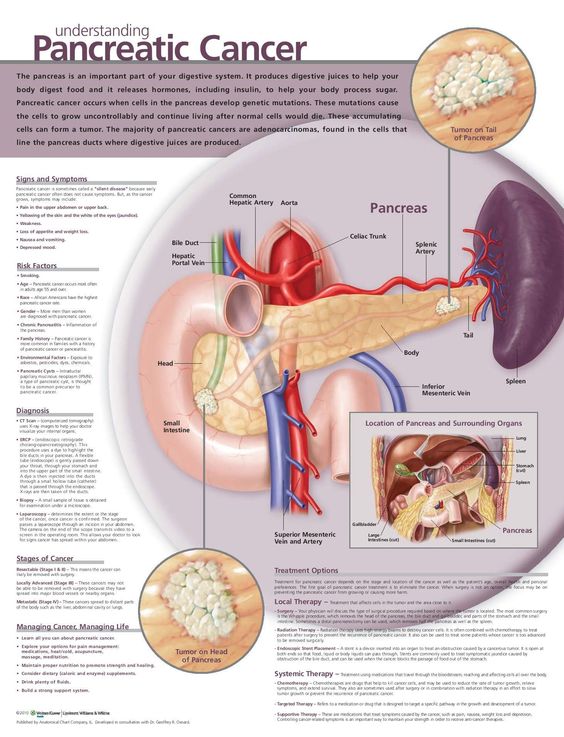 understanding
Pancreatic Cancer
The pancreas is an important part of your digestive system. It produces digestive juices to help your
body digest food and it releases hormones, including insulin, to help your body process sugar.
Pancreatic cancer occurs when cells in the pancreas develop genetic mutations. These mutations cause
the cells to grow uncontrollably and continue living after normal cells would die. These accumulating
cells can form a tumor. The majority of pancreatic cancers are adenocarcinomas, found in the cells that
line the pancreas ducts where digestive juices are produced.
Tumor on Tail
of Pancreas
Signs and Symptoms
Pancreatic cancer is sometimes called a "silent disease" because early
pancreatic cancer often does not cause symptoms. But, as the cancer
grows, symptoms may include:
• Pain in the upper abdomen or upper back.
• Yellowing of the skin and the white of the eyes (jaundice).
• Weakness.
• Loss of appetite and weight loss.
• Nausea and vomiting.
• Depressed mood.
Risk Factors
• Smoking.
• Age – Pancreatic cancer occurs most often
in adults age 55 and over.
• Race – African Americans have the highest
pancreatic cancer rate.
• Gender – More men than women
are diagnosed with pancreatic cancer.
• Chronic Pancreatitis – Inflammation of
the pancreas.
• Family History – Pancreatic cancer is
more common in families with a history
of pancreatic cancer or pancreatitis.
• Environmental Factors – Exposure to
asbestos, pesticides, dyes, chemicals.
• Pancreatic Cysts – Intraductal
papillary mucinous neoplasm (IPMN),
a type of pancreatic cyst, is thought
to be a common precursor to
pancreatic cancer.
Diagnosis
• CT Scan – (computerized tomography)
uses X-ray images to help your doctor
visualize your internal organs.
• ERCP – (endoscopic retrograde
cholangiopancreatography). This
procedure uses a dye to highlight the
bile ducts in your pancreas. A flexible
tube (endoscope) is gently passed down
your throat, through your stomach and
into the upper part of the small intestine.
A dye is then injected into the ducts
through a small hollow tube (catheter)
that is passed through the endoscope.
X-rays are then taken of the ducts.
• Biopsy – A small sample of tissue is obtained
for examination under a microscope.
• Laparoscopy – determines the extent or the stage
of the cancer, once cancer is confirmed. The surgeon
passes a laparoscope through an incision in your abdomen.
The camera on the end of the scope transmits video to a
screen in the operating room. This allows your doctor to look
for signs cancer has spread within your abdomen.
Stages of Cancer
Resectable (Stage I & II) – This means the cancer can
likely be removed with surgery.
Locally Advanced (Stage III) – These cancers may not
be able to be removed with surgery because they have
spread into major blood vessels or nearby organs.
Metastatic (Stage IV) – These cancers spread to distant parts
of the body such as the liver, abdominal cavity or lungs.
Managing Cancer, Managing Life
• Learn all you can about pancreatic cancer.
• Explore your options for pain management:
medications, heat/cold, acupuncture,
massage, meditation.
• Maintain proper nutrition to promote strength and healing.
• Consider dietary (caloric and enzyme) supplements.
• Drink plenty of fluids.
• Build a strong support system.
Common
Hepatic Artery
Aorta
Pancreas
Bile Duct
Celiac Trunk
Hepatic
Portal Vein
Splenic
Artery
Tail
Body
Head
Spleen
Inferior
Mesenteric Vein
Small
Intestine
Superior Mesenteric
Vein and Artery
Location of Pancreas and Surrounding Organs
Lung
Liver
Stomach
(cut)
Spleen
Gallbladder
Pancreas
Large
Intestines (cut)
Small Intestines (cut)
Tumor on Head
of Pancreas
Treatment Options
Treatment for pancreatic cancer depends on the stage and location of the cancer as well as the patient's age, overall health and personal
preferences. The first goal of pancreatic cancer treatment is to eliminate the cancer. When surgery is not an option, the focus may be on
preventing the pancreatic cancer from growing or causing more harm.
Local Therapy – Treatment that affects cells in the tumor and the area close to it
- Surgery – Your physician will discuss the type of surgical procedure required based on where the tumor is located. The most common surgery
is the Whipple procedure, which removes the head of the pancreas, the bile duct and gallbladder, and parts of the stomach and the small
intestine. Sometimes a distal pancreatectomy can be used, which removes half the pancreas as well as the spleen.
- Radiation Therapy – Radiation therapy uses high-energy beams to destroy cancer cells. It is often combined with chemotherapy, to treat
patients after surgery to prevent the recurrence of pancreatic cancer. It also can be used to treat some patients whose cancer is too advanced
to be removed surgically.
- Endoscopic Stent Placement – A stent is a device inserted into an organ to treat an obstruction caused by a cancerous tumor. It is open at
both ends so that food, liquid or body liquids can pass through. Stents are commonly used to treat symptomatic jaundice caused by
obstruction of the bile duct, and can be used when the cancer blocks the passage of food out of the stomach.
Systemic Therapy – Treatment using medications that travel through the bloodstream, reaching and affecting cells all over the body.
- Chemotherapy – Chemotherapies are drugs that help to kill cancer cells, and may be used to reduce the rate of tumor growth, relieve
symptoms, and extend survival. They also are sometimes used after surgery or in combination with radiation therapy in an effort to slow
tumor growth or prevent the recurrence of cancer.
- Targeted Therapy – Refers to a medication or drug that is designed to target a specific pathway in the growth and development of a tumor.
- Supportive Therapy – These are medications that treat symptoms caused by the cancer, such as pain, nausea, weight loss and depression.
Controlling cancer-related symptoms is an important way to maintain your strength in order to receive anti-cancer therapies.
©2010 Wolters Kluwer Lippincott Williams & Wilkins
Published by Anatomical Chart Company, IL. Developed in consultation with Dr. Geoffrey R. Oxnard.